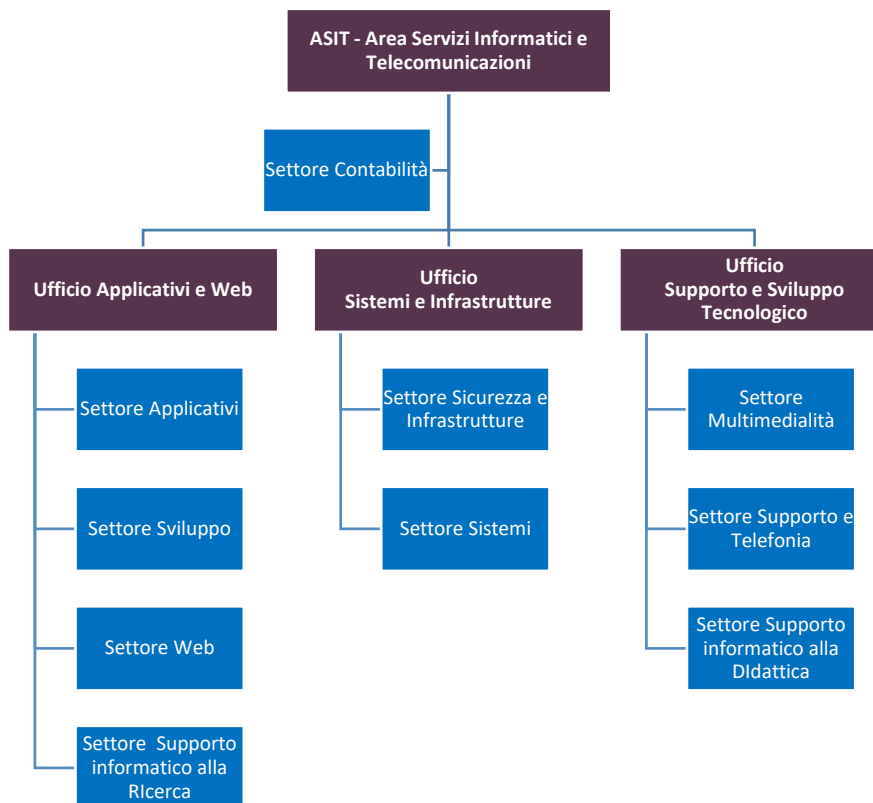 ASIT - Area Servizi Informatici e
Telecomunicazioni
Settore Contabilità
Ufficio Applicativi e Web
Ufficio
Sistemi e Infrastrutture
Ufficio
Supporto e Sviluppo
Tecnologico
Settore Applicativi
Settore Sviluppo
Settore Web
Settore  Supporto
informatico alla
RIcerca
Settore Sicurezza e
Infrastrutture
Settore Sistemi
Settore
Multimedialità
Settore Supporto e
Telefonia
Settore Supporto
informatico alla
DIdattica